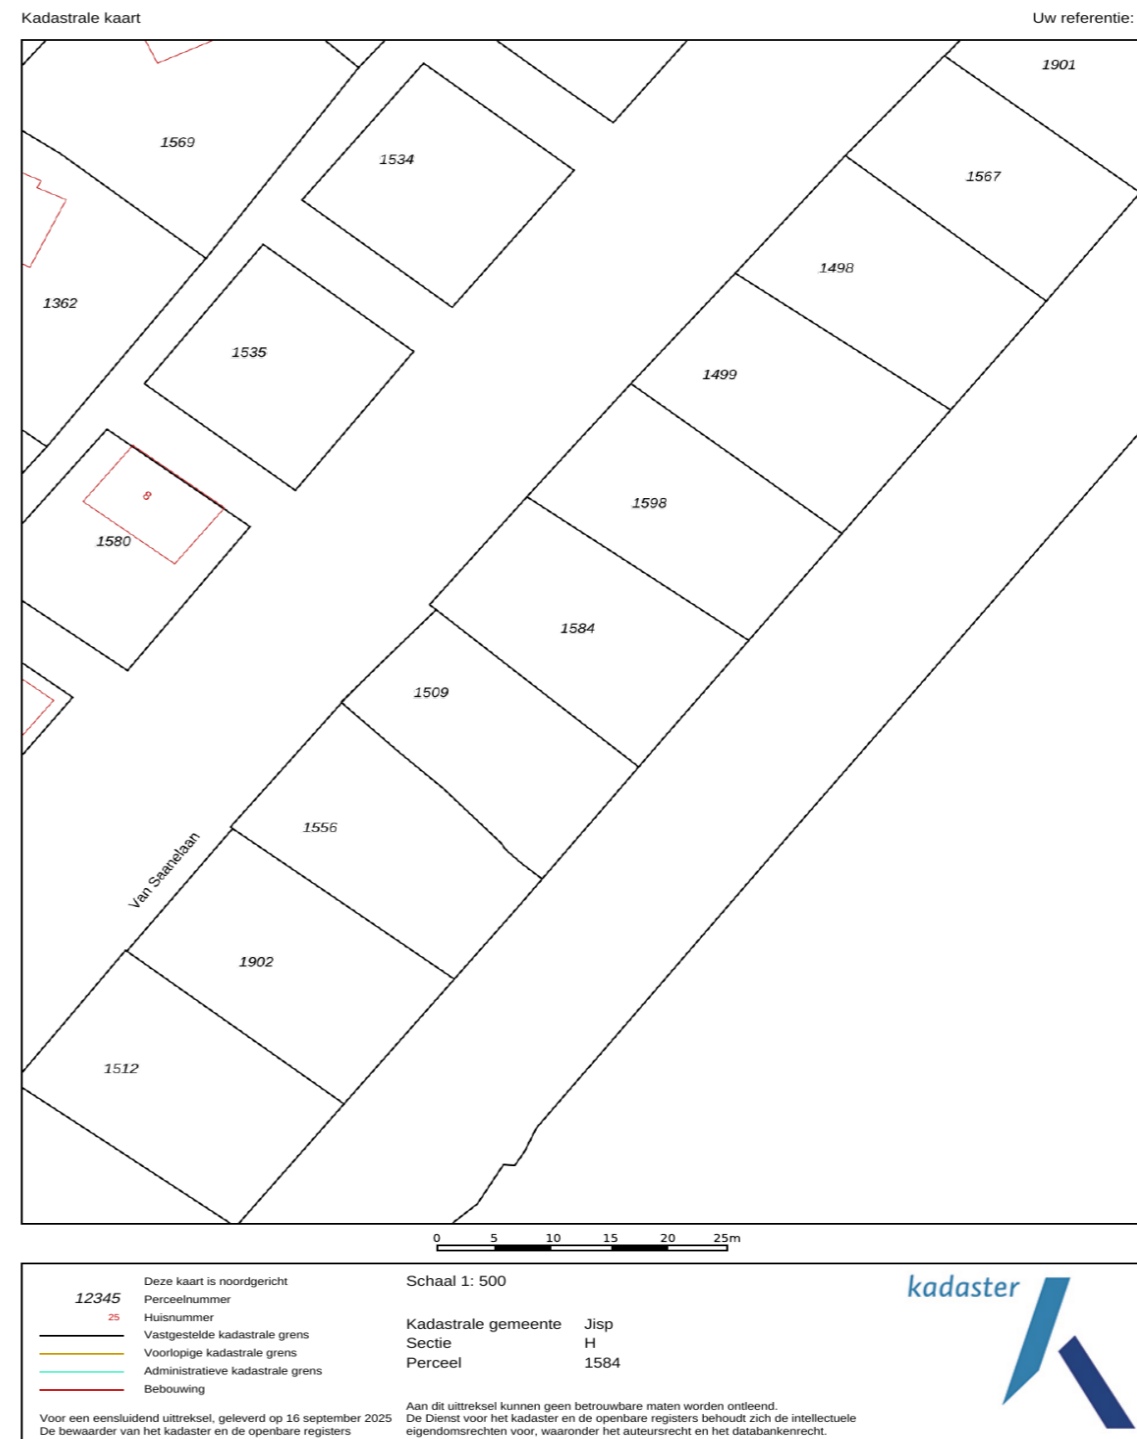 Kadastrale kaart
Uw referentie:
1901
1569
1534
1567
1498
1362
1535
1499
8
1598
1580
1584
1509
1556
Van Saanelaan
1902
1512
0 5 10 15 20 25m
Deze kaart is noordgericht
12345 Perceelnummer
25 Huisnummer
Vastgestelde kadastrale grens
Voorlopige kadastrale grens
Administratieve kadastrale grens
Bebouwing
Voor een eensluidend uittreksel, geleverd op 16 september 2025
De bewaarder van het kadaster en de openbare registers
Schaal 1: 500
Kadastrale gemeente Jisp
Sectie H
Perceel 1584
Aan dit uittreksel kunnen geen betrouwbare maten worden ontleend.
De Dienst voor het kadaster en de openbare registers behoudt zich de intellectuele
eigendomsrechten voor, waaronder het auteursrecht en het databankenrecht.
kadaster